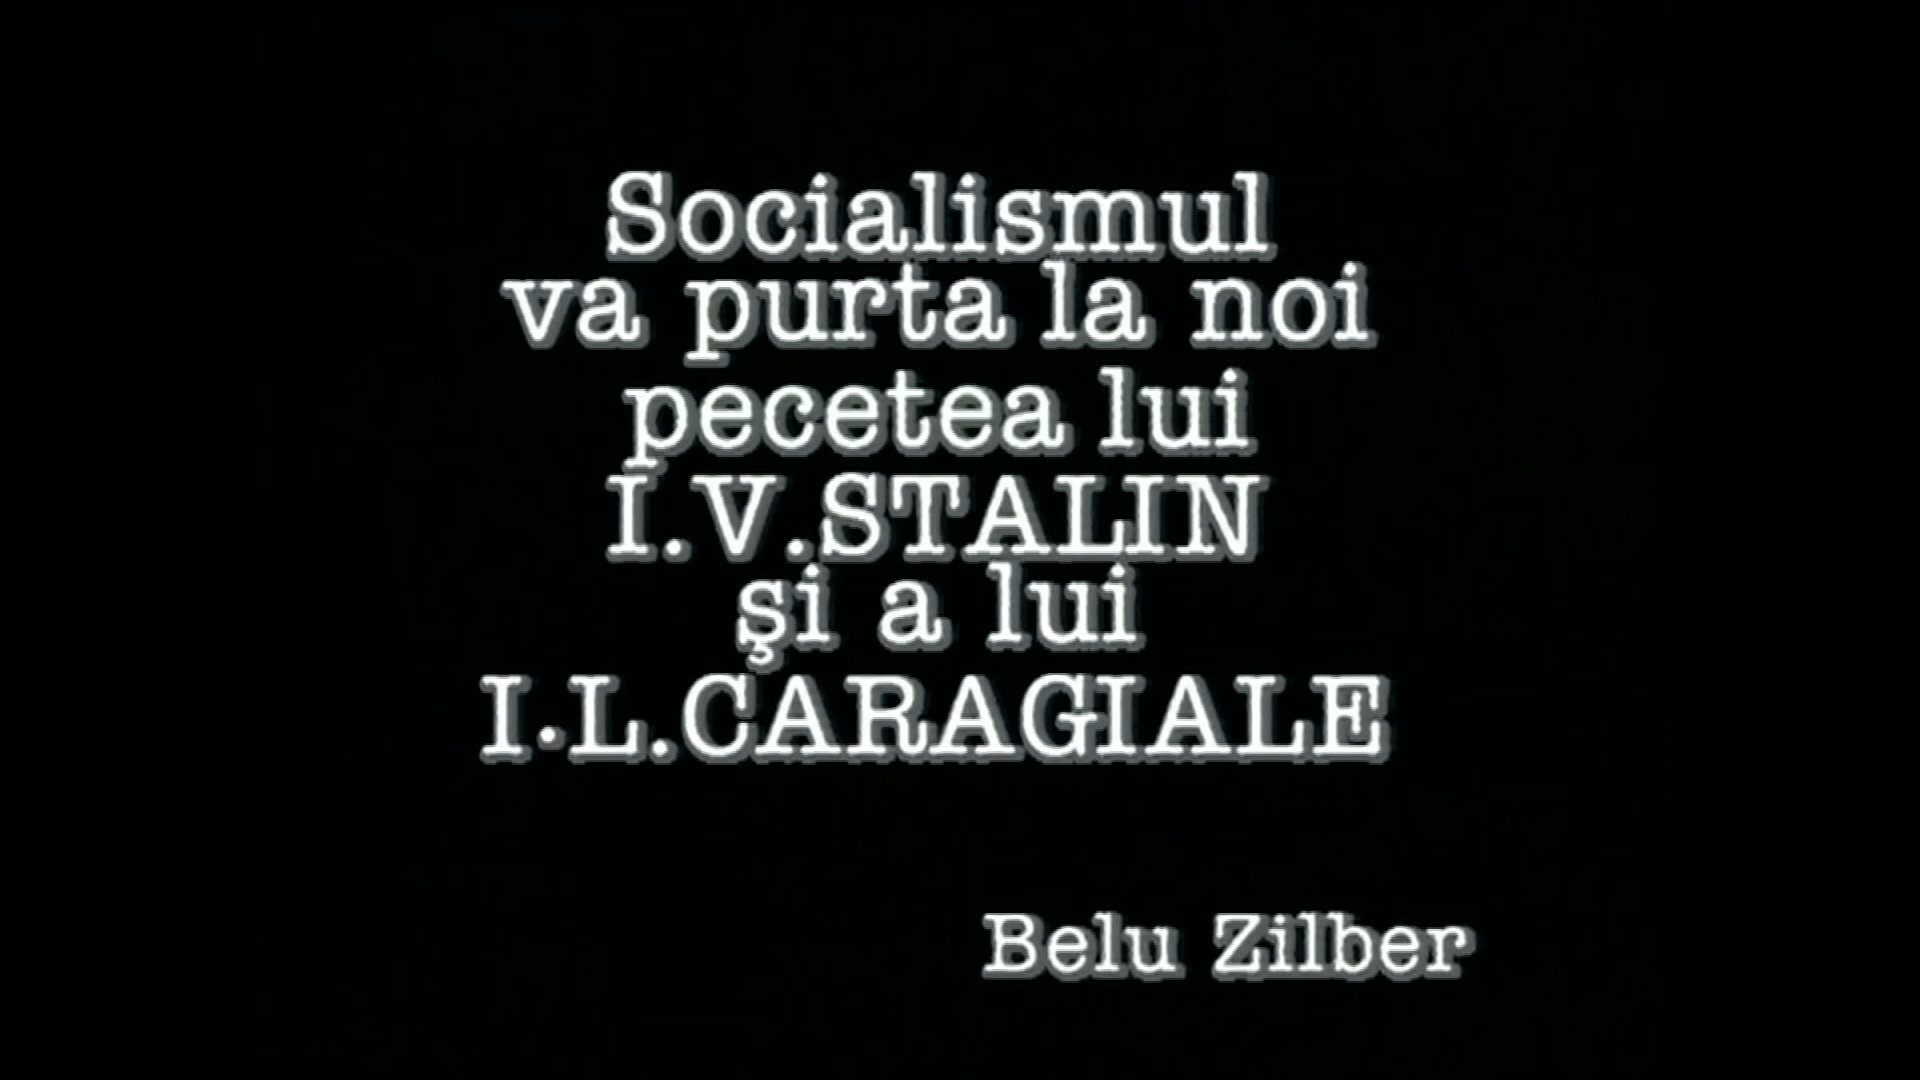 Socialismul
va purta la noi
pecetea lui
I.V.STALIN
şi a lui
I.L.CARAGIALE
Belu Zilber